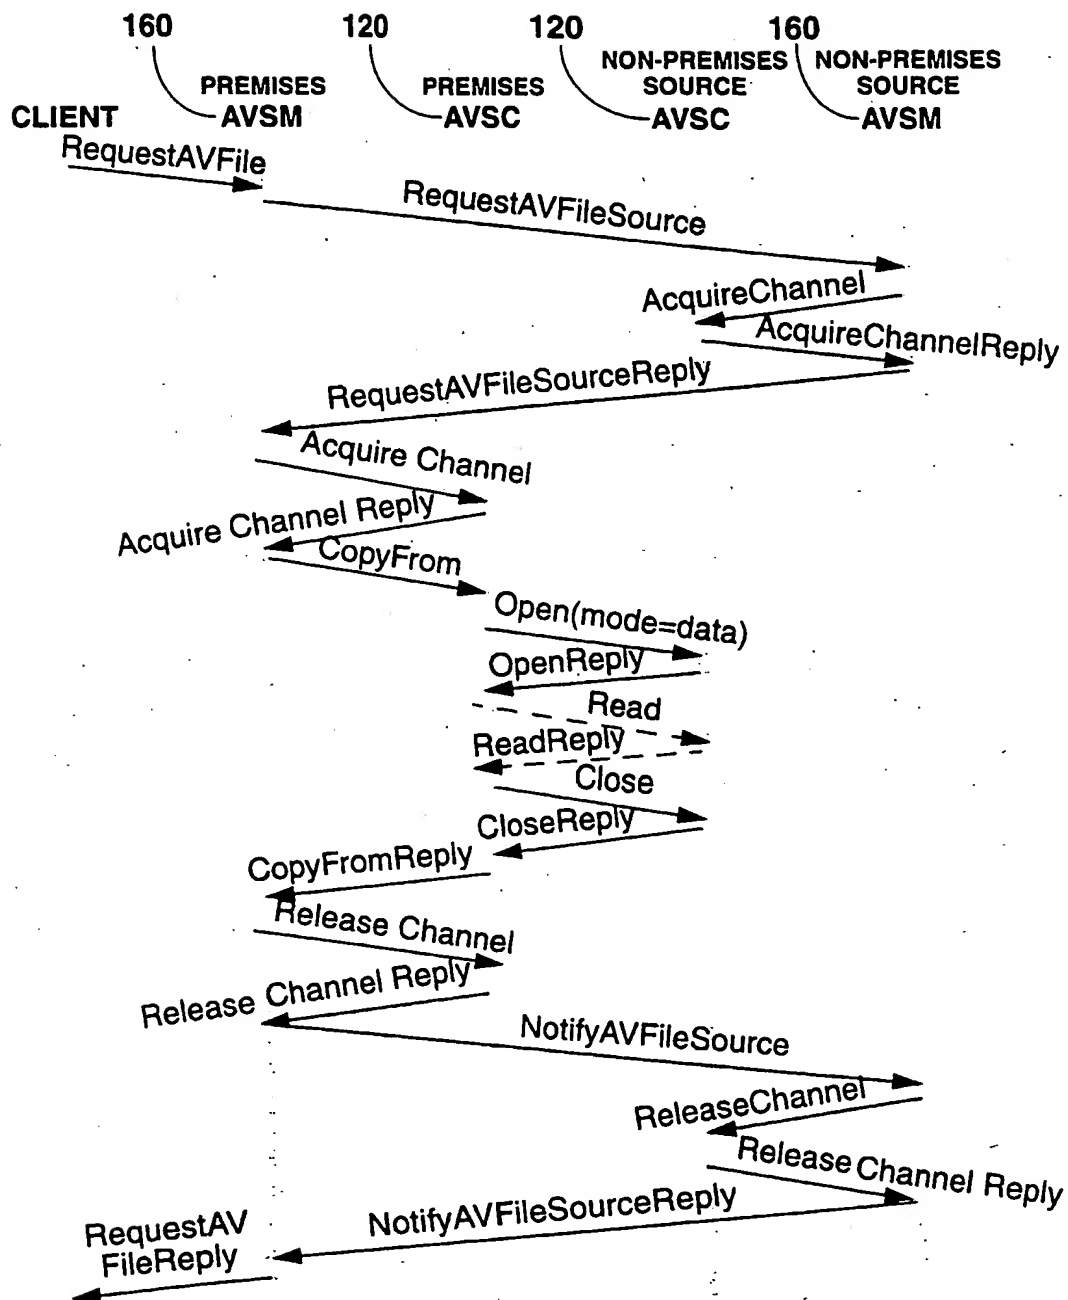 160
120
120
160
CLIENT
PREMISES
AVSM
PREMISES
AVSC
NON-PREMISES
SOURCE
AVSC
NON-PREMISES
SOURCE
AVSM
RequestAVFile
RequestAVFileSource
AcquireChannel
AcquireChannelReply
RequestAVFileSourceReply
Acquire Channel
Acquire Channel Reply
CopyFrom
Open(mode=data)
OpenReply
Read
ReadReply
Close
CloseReply
CopyFromReply
Release Channel
Release Channel Reply
NotifyAVFileSource
ReleaseChannel
Release Channel Reply
NotifyAVFileSourceReply
RequestAV
FileReply